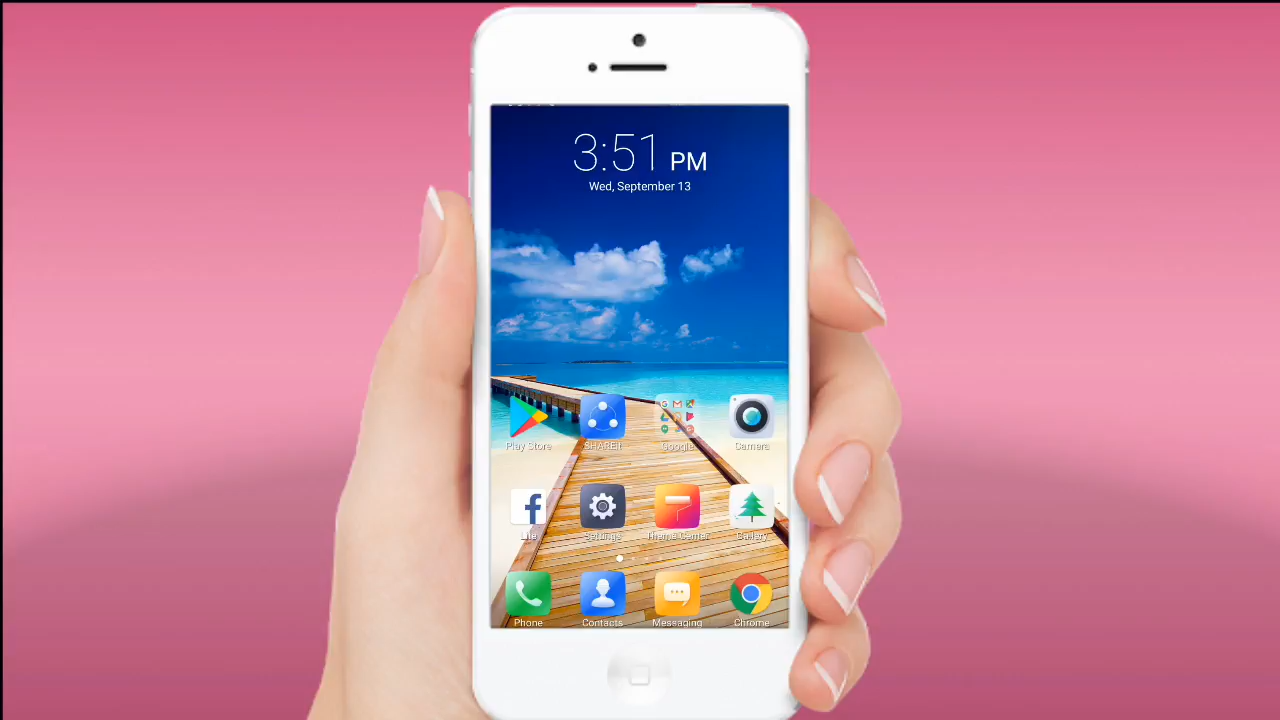 3:51 PM
Wed, September 13
Play Store SHAREit Google Camera
Lite Settings Theme Center Gallery
Phone Contacts Messaging Chrome